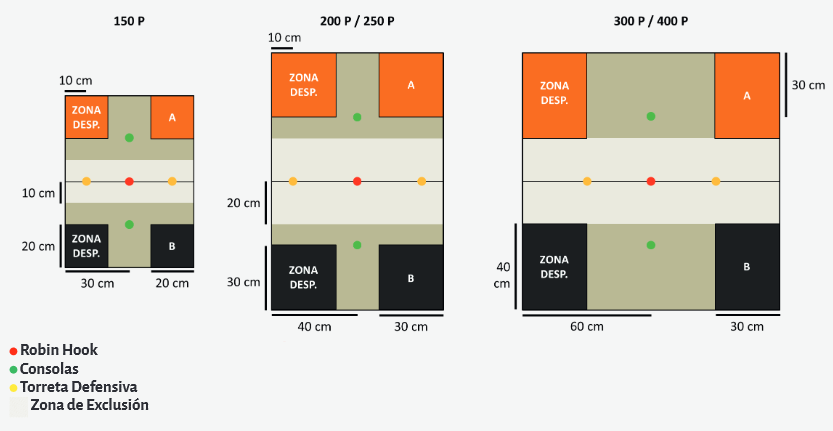 150 P
200 P / 250 P
300 P / 400 P
10 cm
ZONA
DESP.
A
10 cm
20 cm
ZONA
DESP.
B
30 cm
20 cm
10 cm
ZONA
DESP.
A
20 cm
30 cm
ZONA
DESP.
B
40 cm
30 cm
ZONA
DESP.
A
30 cm
40
cm
ZONA
DESP.
B
60 cm
30 cm
Robin Hook
Consolas
Torreta Defensiva
Zona de Exclusión